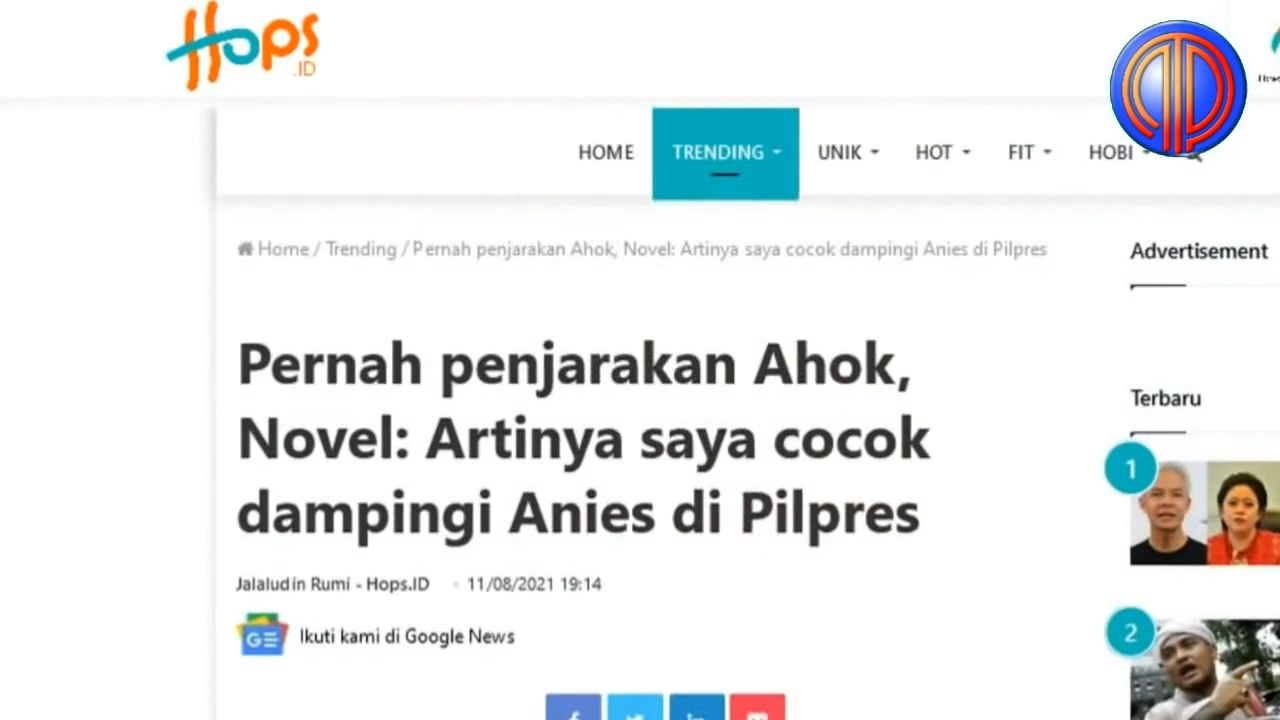 Hops
.ID
HOME TRENDING UNIK HOT FIT HOBI
Home / Trending / Pernah penjarakan Ahok, Novel: Artinya saya cocok dampingi Anies di Pilpres
Advertisement
Pernah penjarakan Ahok,
Novel: Artinya saya cocok
dampingi Anies di Pilpres
Jalaludin Rumi - Hops.ID 11/08/2021 19:14
GE Ikuti kami di Google News
Terbaru
1
2